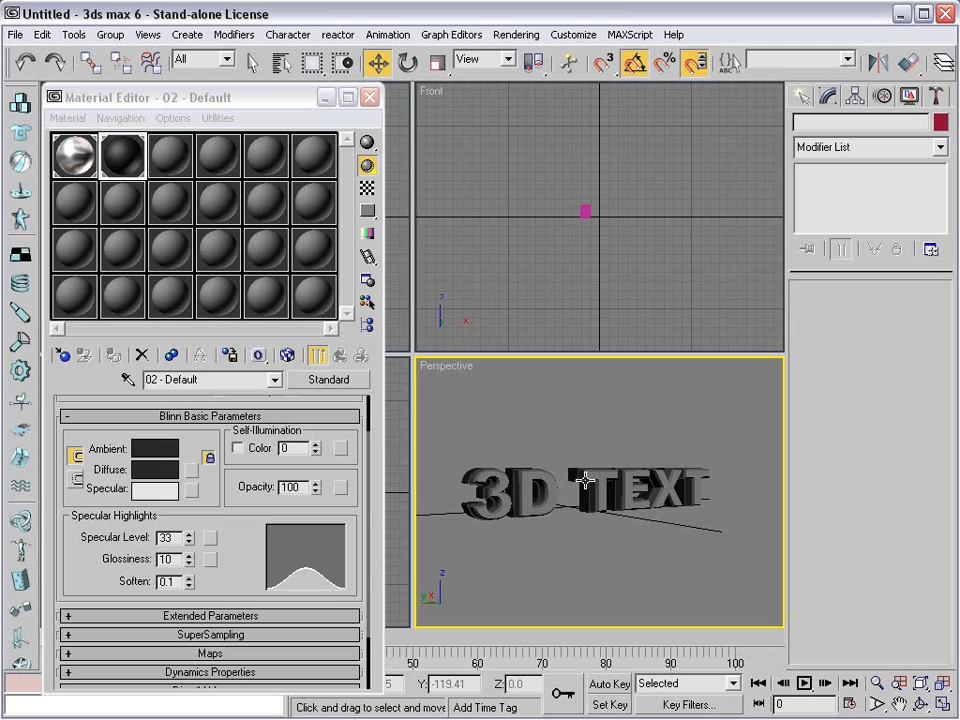 Untitled - 3ds max 6 - Stand-alone License
File Edit Tools Group Views Create Modifiers Character reactor Animation Graph Editors Rendering Customize MAXScript Help
All
View
3
%
ABC
Material Editor - 02 - Default
Material Navigation Options Utilities
Front
z
x
Modifier List
02 - Default
Standard
Blinn Basic Parameters
Ambient:
Diffuse:
Specular:
Self-Illumination
Color 0
Opacity: 100
Specular Highlights
Specular Level: 33
Glossiness: 10
Soften: 0.1
Extended Parameters
SuperSampling
Maps
Dynamics Properties
Perspective
3D TEXT
z
y x
50 60 70 80 90 100
5 Y: -119.41 Z: 0.0
Auto Key Selected
Set Key Key Filters...
0
Click and drag to select and move
Add Time Tag